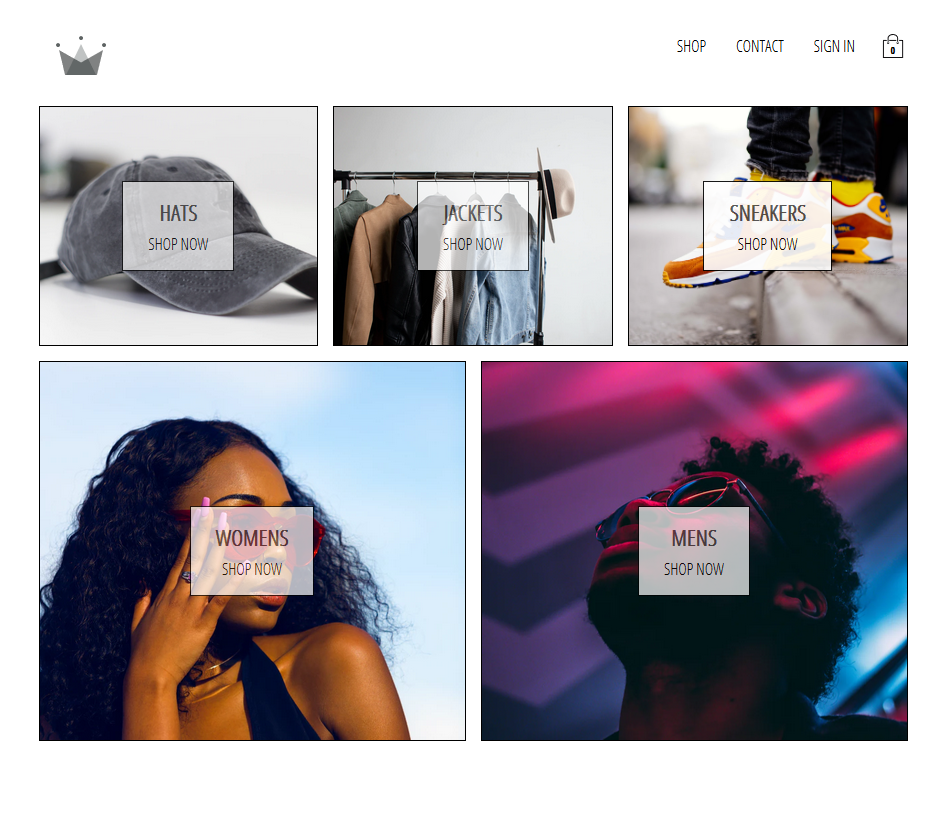 SHOP
CONTACT
SIGN IN
0
HATS
SHOP NOW
JACKETS
SHOP NOW
SNEAKERS
SHOP NOW
WOMENS
SHOP NOW
MENS
SHOP NOW